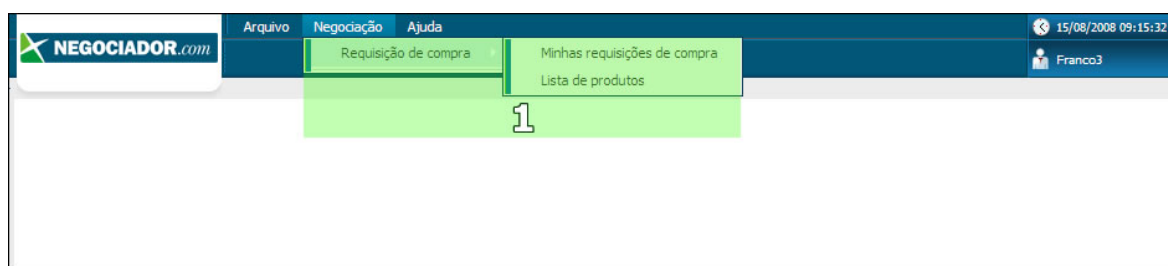 Arquivo Negociação Ajuda 15/08/2008 09:15:32
NEGOCIADOR.com Requisição de compra Minhas requisições de compra Franco3
Lista de produtos
1